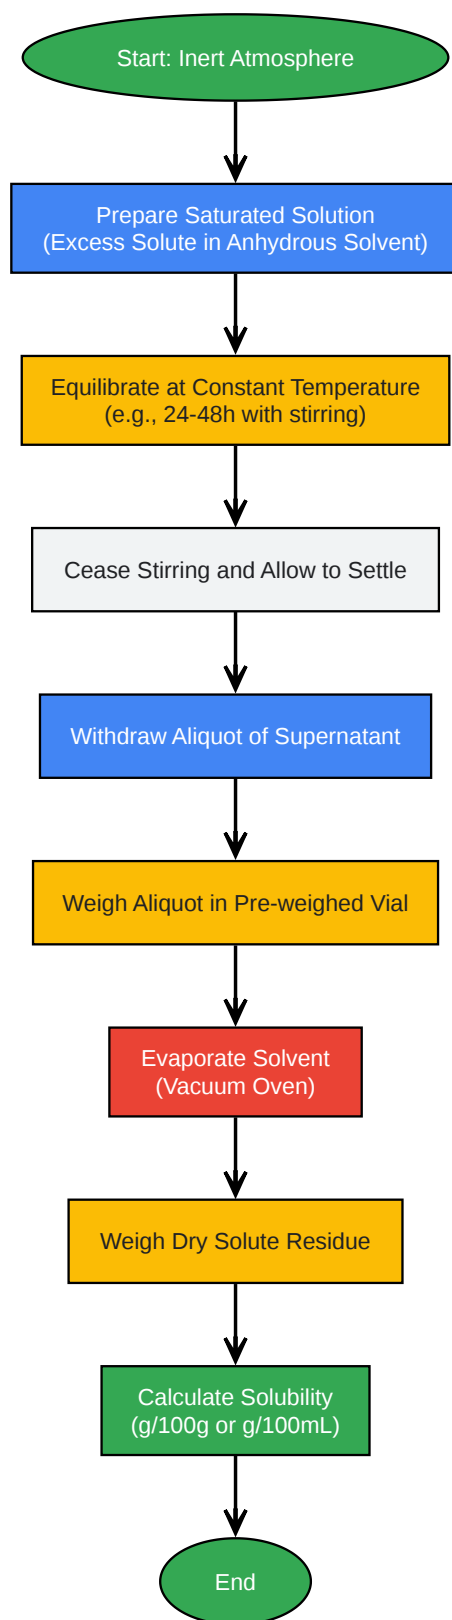 Start: Inert Atmosphere
Prepare Saturated Solution
(Excess Solute in Anhydrous Solvent)
Equilibrate at Constant Temperature
(e.g., 24-48h with stirring)
Cease Stirring and Allow to Settle
Withdraw Aliquot of Supernatant
Weigh Aliquot in Pre-weighed Vial
Evaporate Solvent
(Vacuum Oven)
Weigh Dry Solute Residue
Calculate Solubility
(g/100g or g/100mL)
End